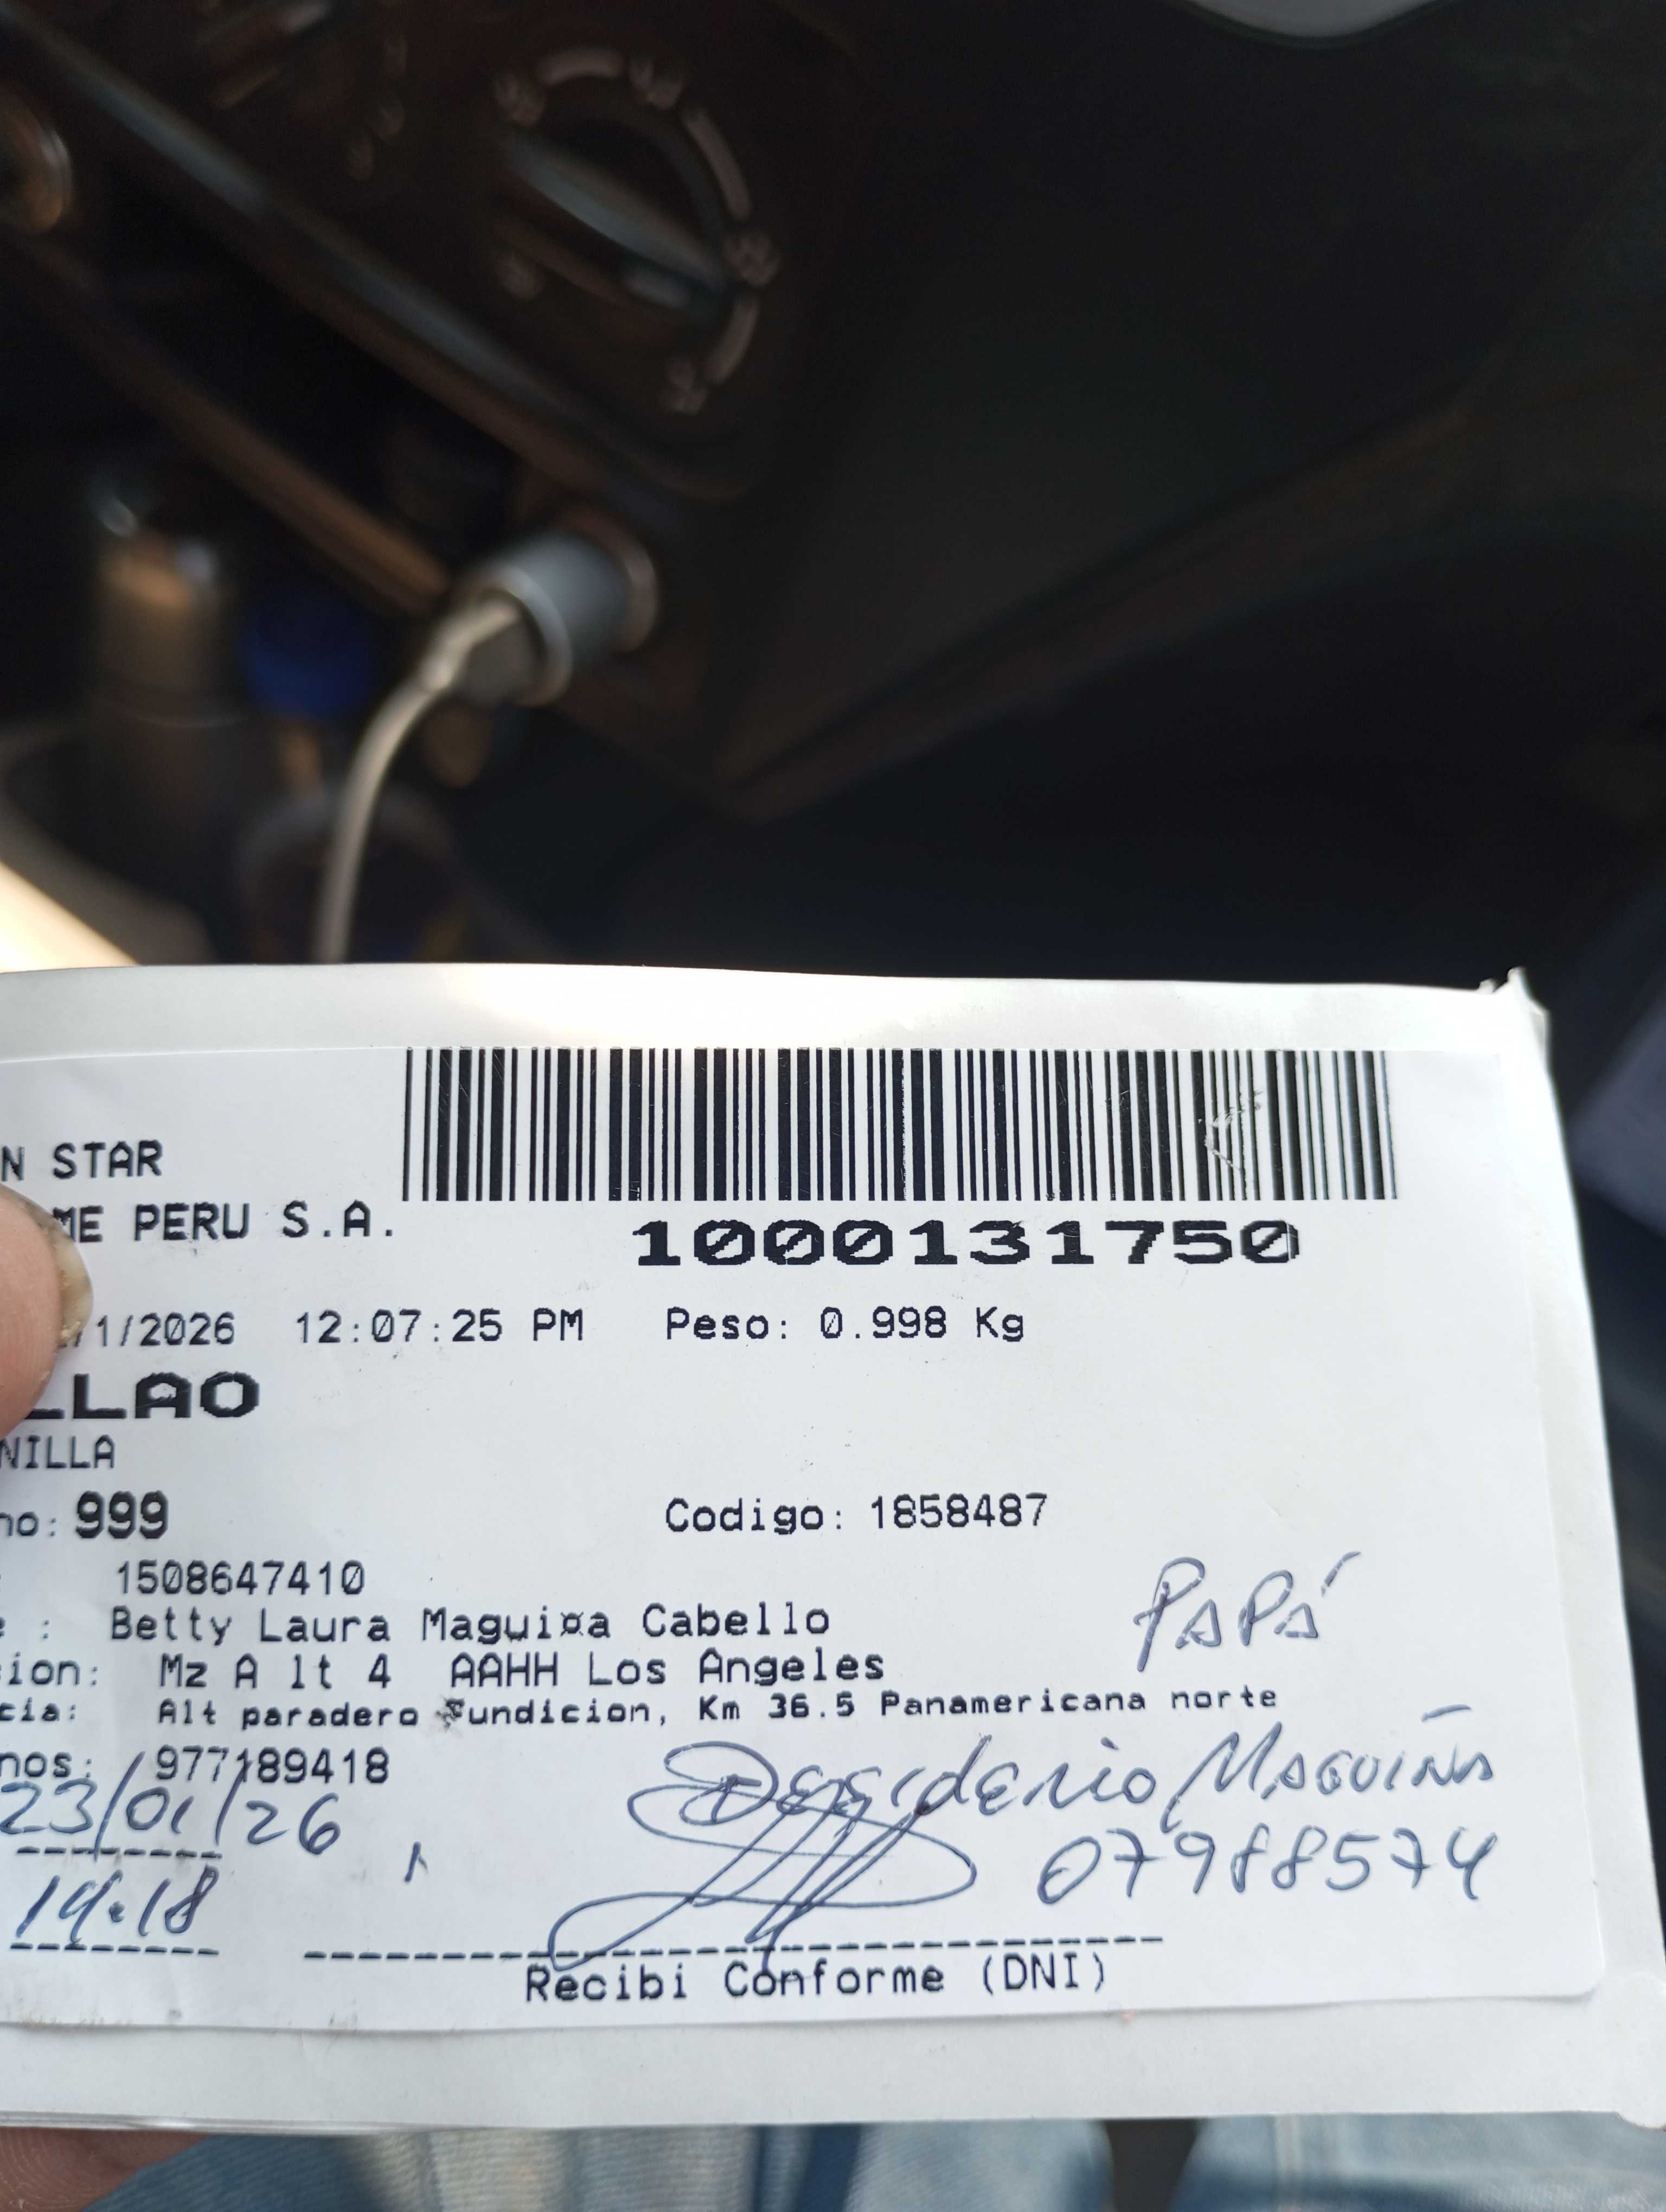 N STAR
ME PERU S.A.
1000131750
/1/2026 12:07:25 PM Peso: 0.998 Kg
LLAO
NILLA
no: 999 Codigo: 1858487
1508647410
PAPÁ
e : Betty Laura Maguiña Cabello
ion: Mz A lt 4 AAHH Los Angeles
cia: Alt paradero Fundicion, Km 36.5 Panamericana norte
nos: 977189418
Desiderio MAGUIÑA
23/01/26
07988574
14:18
Recibi Conforme (DNI)